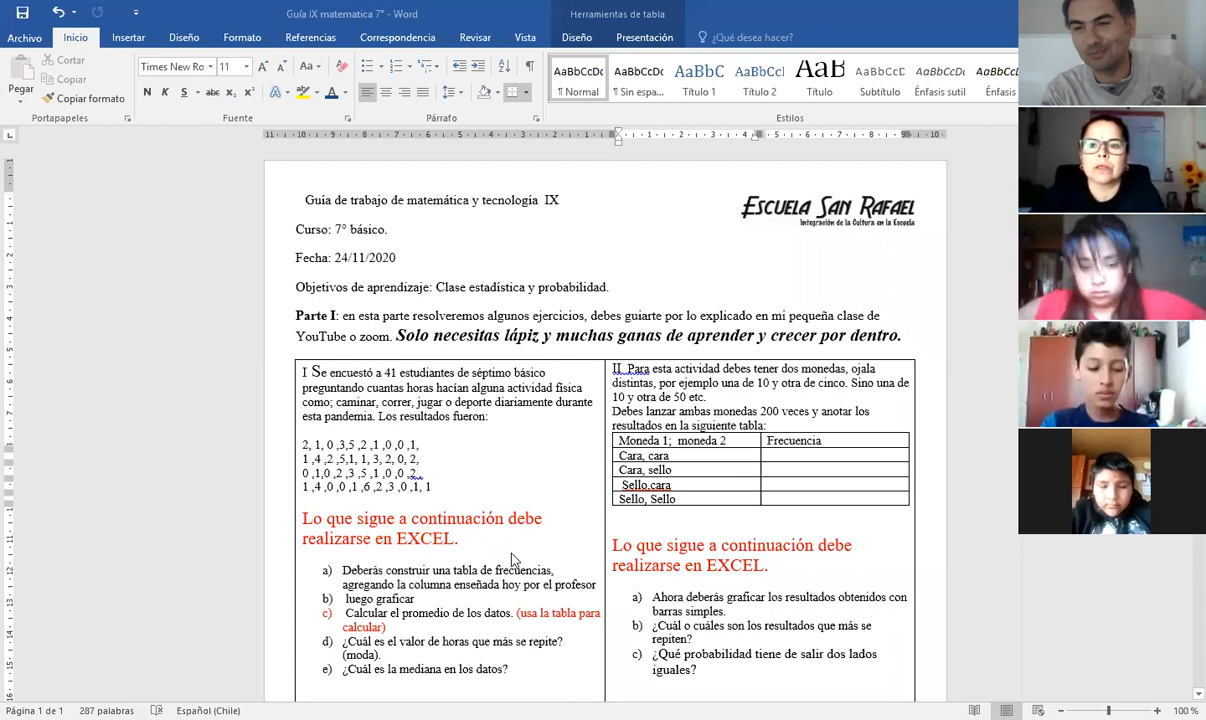 Guía IX matematica 7° - Word
Herramientas de tabla
Archivo Inicio Insertar Diseño Formato Referencias Correspondencia Revisar Vista Diseño Presentación ¿Qué desea hacer?
Cortar
Copiar
Copiar formato
Pegar
Times New Ro 11
Aa
N K S abc x₂ x²
AaBbCcDc AaBbCcDc AaBbC AaBbCcI AaB AaBbCcD AaBbCcDa AaBbCcDa
¶ Normal ¶ Sin espa... Título 1 Título 2 Título Subtítulo Énfasis sutil Énfasis
Portapapeles Fuente Párrafo Estilos
Guía de trabajo de matemática y tecnología IX
ESCUELA SAN RAFAEL
Integración de la Cultura en la Escuela
Curso: 7° básico.
Fecha: 24/11/2020
Objetivos de aprendizaje: Clase estadística y probabilidad.
Parte I: en esta parte resolveremos algunos ejercicios, debes guiarte por lo explicado en mi pequeña clase de
YouTube o zoom. Solo necesitas lápiz y muchas ganas de aprender y crecer por dentro.
I Se encuestó a 41 estudiantes de séptimo básico
preguntando cuantas horas hacían alguna actividad física
como; caminar, correr, jugar o deporte diariamente durante
esta pandemia. Los resultados fueron:
2, 1, 0 ,3,5 ,2 ,1 ,0 ,0 ,1,
1 ,4 ,2 ,5,1, 1, 3, 2, 0, 2,
0 ,1,0 ,2 ,3 ,5 ,1 ,0 ,0 ,2 ,
1 ,4 ,0 ,0 ,1 ,6 ,2 ,3 ,0 ,1, 1
Lo que sigue a continuación debe
realizarse en EXCEL.
a) Deberás construir una tabla de frecuencias,
agregando la columna enseñada hoy por el profesor
b) luego graficar
c) Calcular el promedio de los datos. (usa la tabla para
calcular)
d) ¿Cuál es el valor de horas que más se repite?
(moda).
e) ¿Cuál es la mediana en los datos?
II. Para esta actividad debes tener dos monedas, ojala
distintas, por ejemplo una de 10 y otra de cinco. Sino una de
10 y otra de 50 etc.
Debes lanzar ambas monedas 200 veces y anotar los
resultados en la siguiente tabla:
Moneda 1; moneda 2 Frecuencia
Cara, cara
Cara, sello
Sello,cara
Sello, Sello
Lo que sigue a continuación debe
realizarse en EXCEL.
a) Ahora deberás graficar los resultados obtenidos con
barras simples.
b) ¿Cuál o cuáles son los resultados que más se
repiten?
c) ¿Qué probabilidad tiene de salir dos lados
iguales?
Página 1 de 1 287 palabras Español (Chile) 100 %